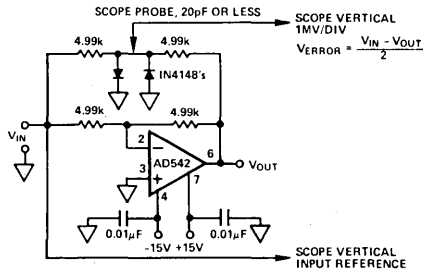 SCOPE PROBE, 20pF OR LESS
SCOPE VERTICAL
1MV/DIV
VERROR = VIN - VOUT
2
4.99k
4.99k
IN4148's
4.99k
4.99k
VIN
2
6
AD542
VOUT
3
7
4
0.01μF
0.01μF
-15V +15V
SCOPE VERTICAL
INPUT REFERENCE